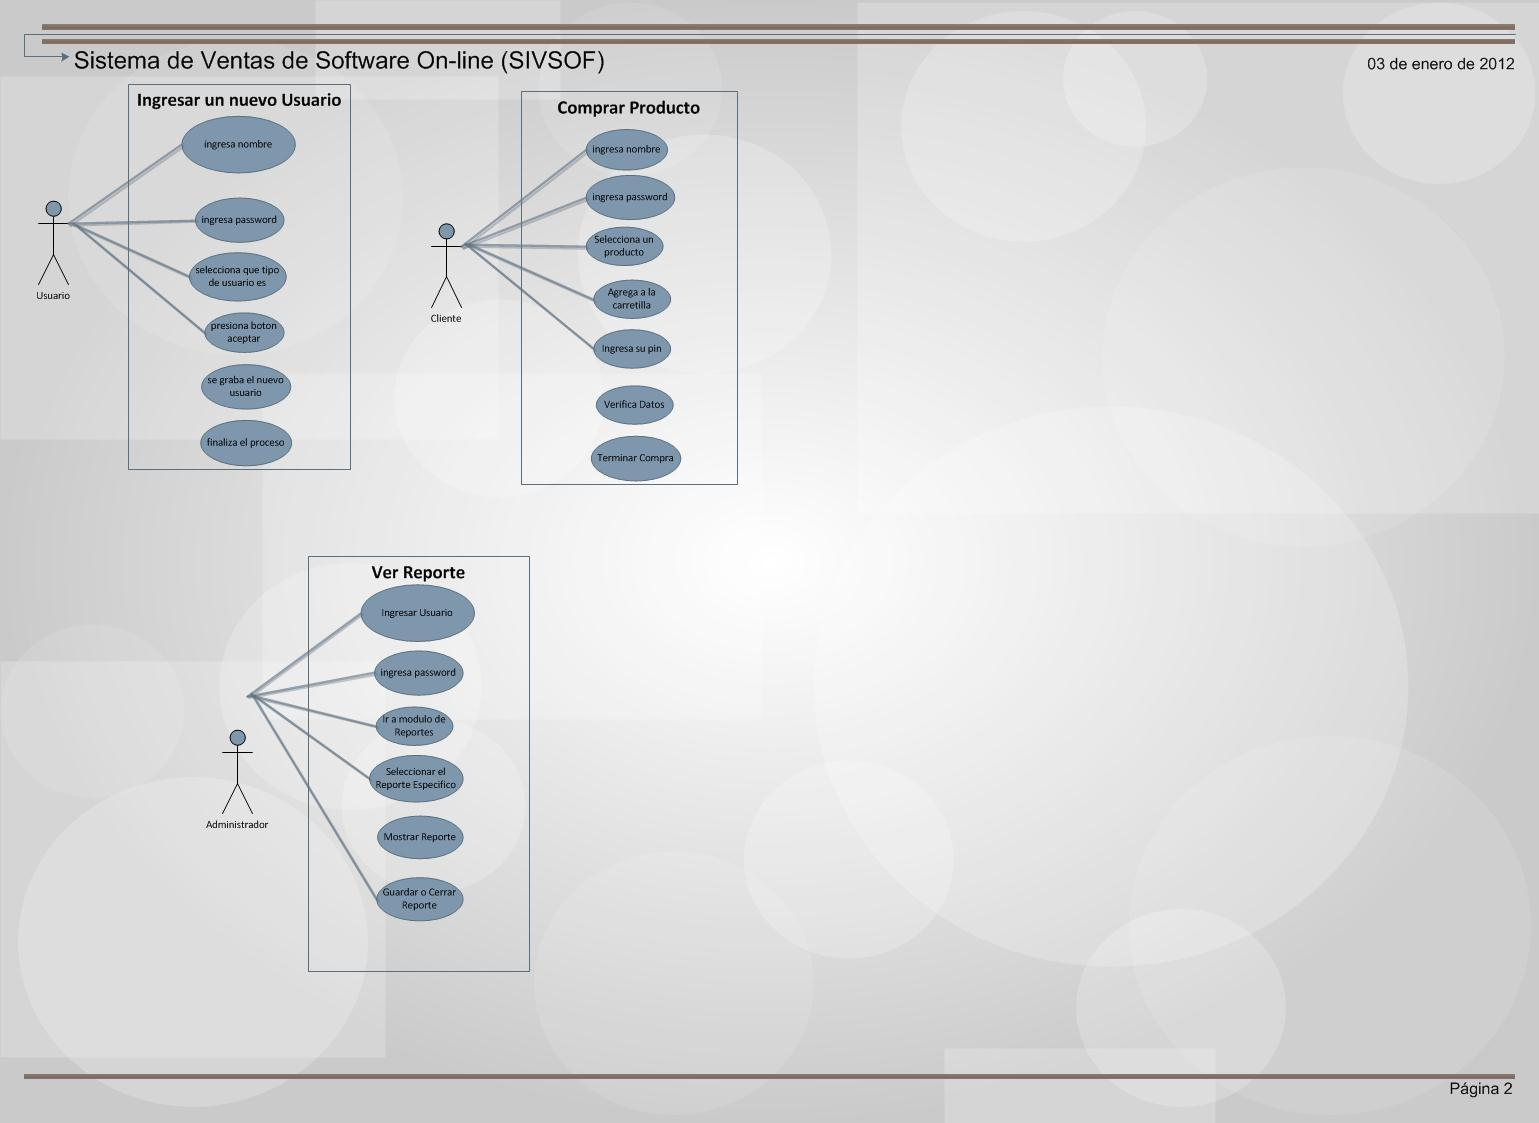 Sistema de Ventas de Software On-line (SIVSOF)
03 de enero de 2012
Ingresar un nuevo Usuario
ingresa nombre
ingresa password
selecciona que tipo
de usuario es
presiona boton
aceptar
se graba el nuevo
usuario
finaliza el proceso
Usuario
Comprar Producto
ingresa nombre
ingresa password
Selecciona un
producto
Agrega a la
carretilla
Ingresa su pin
Verifica Datos
Terminar Compra
Cliente
Ver Reporte
Ingresar Usuario
ingresa password
Ir a modulo de
Reportes
Seleccionar el
Reporte Especifico
Mostrar Reporte
Guardar o Cerrar
Reporte
Administrador
Página 2